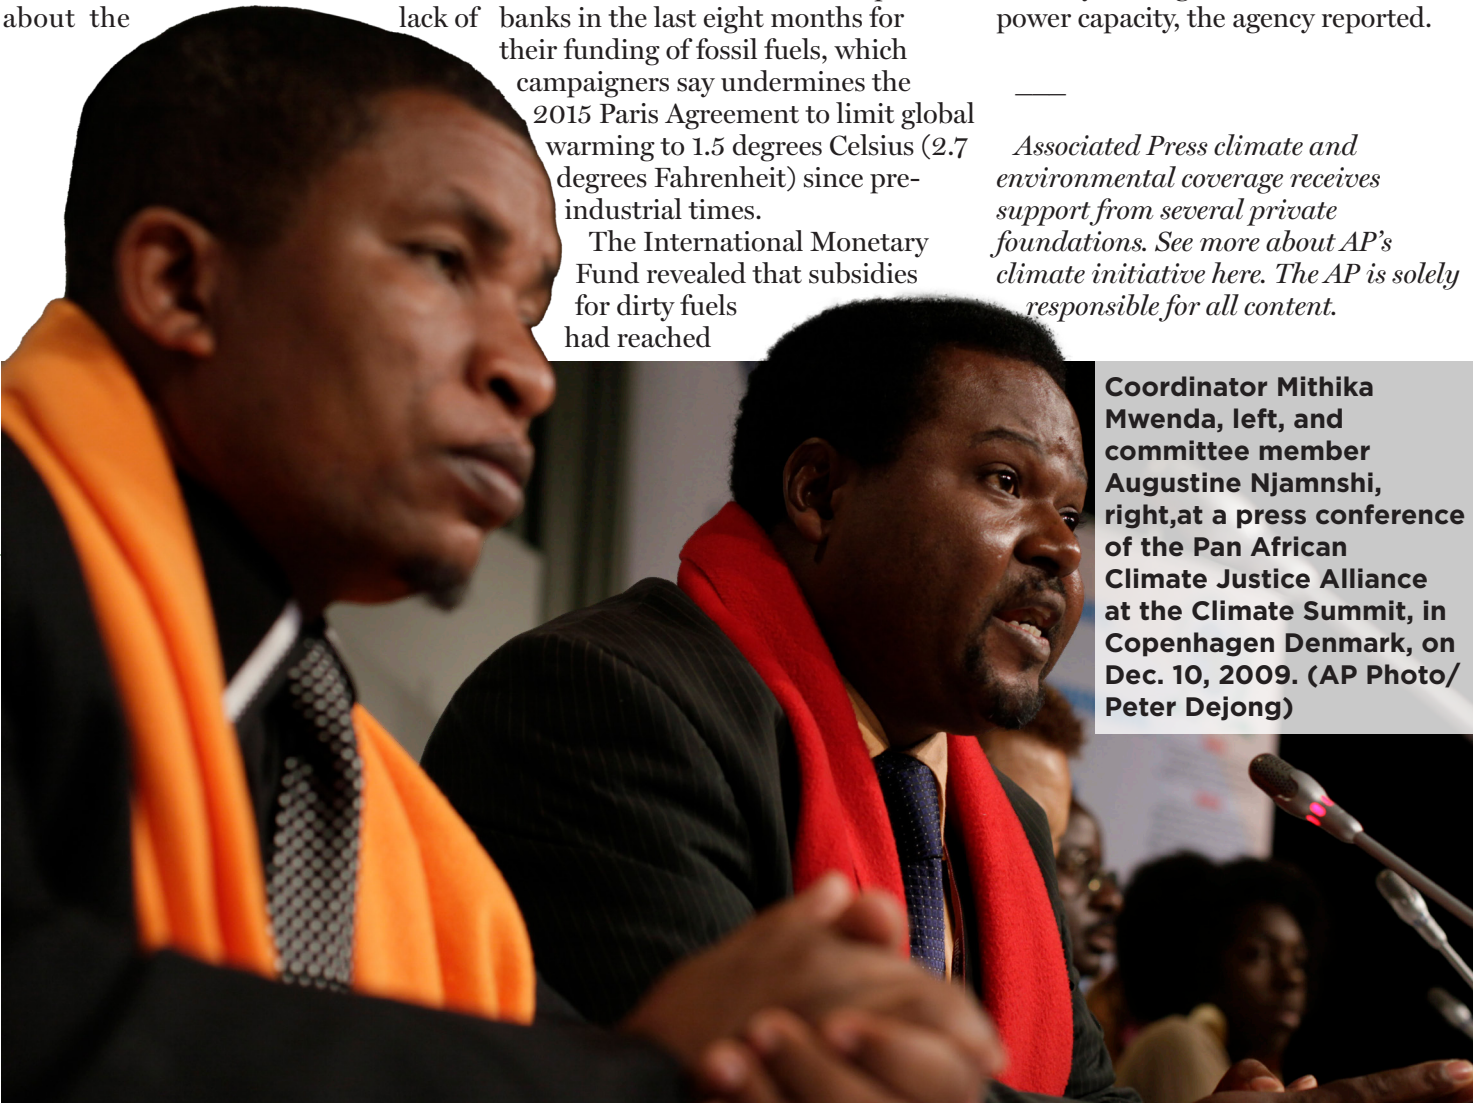 about the lack of
banks in the last eight months for
their funding of fossil fuels, which
campaigners say undermines the
2015 Paris Agreement to limit global
warming to 1.5 degrees Celsius (2.7
degrees Fahrenheit) since pre-
industrial times.
The International Monetary
Fund revealed that subsidies
for dirty fuels
had reached
power capacity, the agency reported.
Associated Press climate and
environmental coverage receives
support from several private
foundations. See more about AP’s
climate initiative here. The AP is solely
responsible for all content.
Coordinator Mithika
Mwenda, left, and
committee member
Augustine Njamnshi,
right,at a press conference
of the Pan African
Climate Justice Alliance
at the Climate Summit, in
Copenhagen Denmark, on
Dec. 10, 2009. (AP Photo/
Peter Dejong)